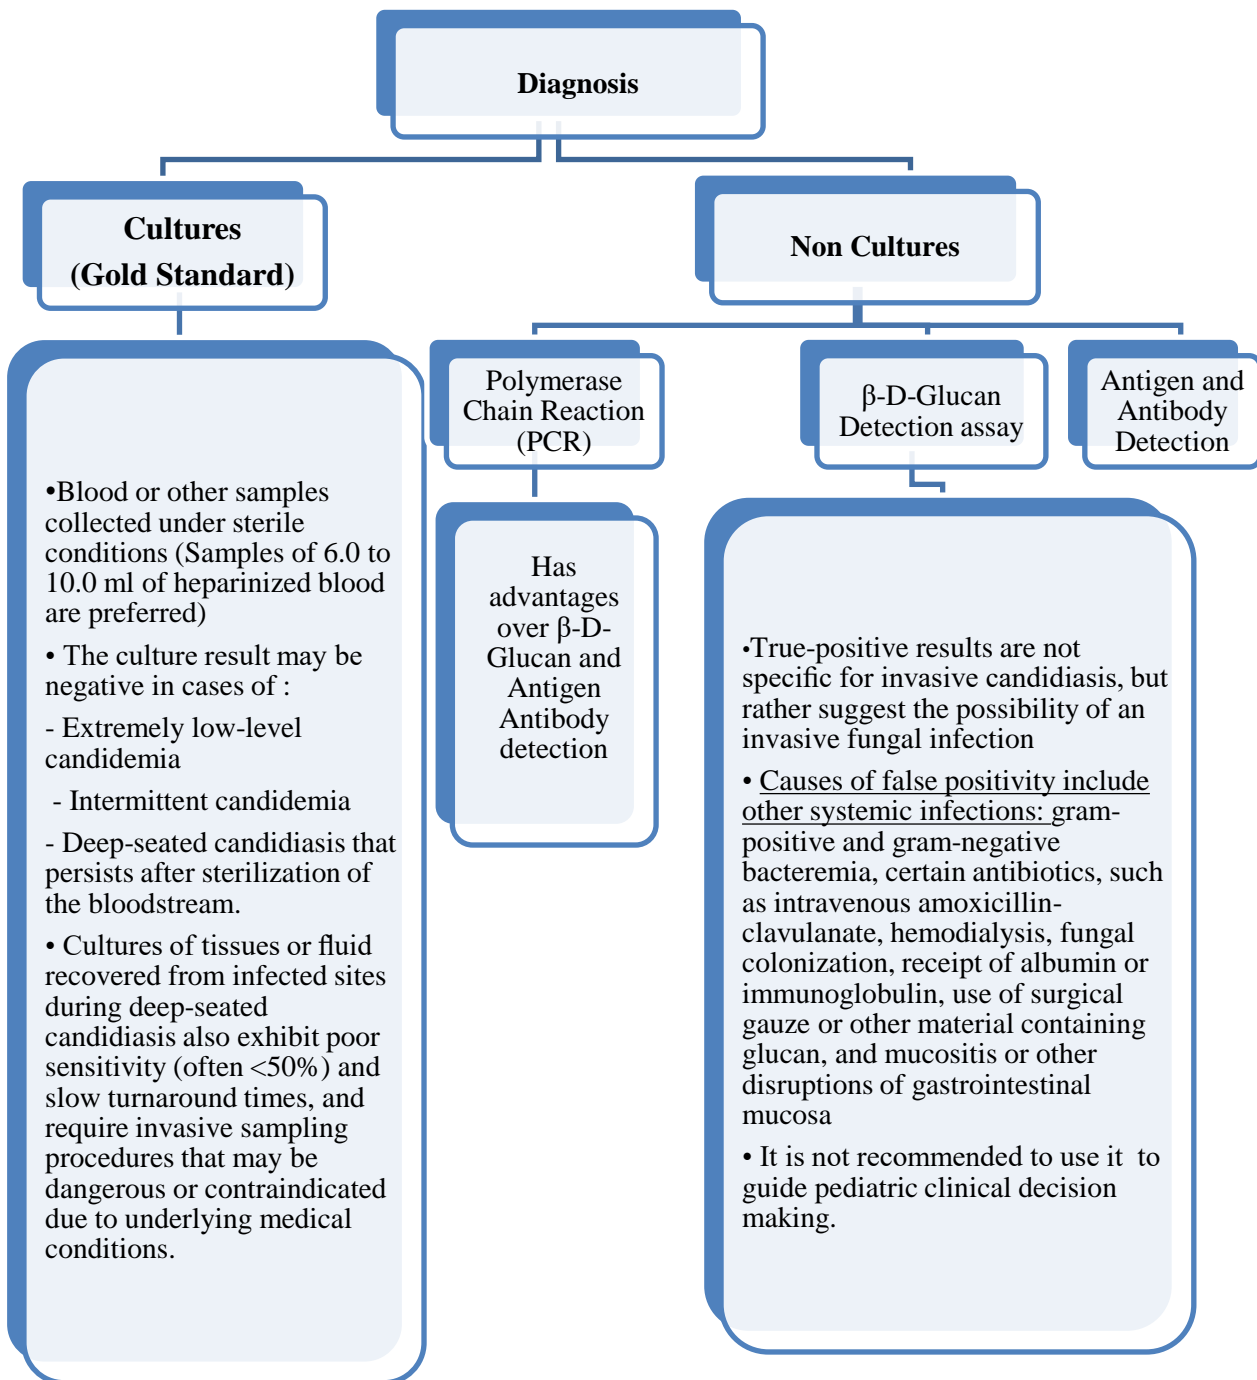 Diagnosis
Cultures
(Gold Standard)
Non Cultures
•Blood or other samples
collected under sterile
conditions (Samples of 6.0 to
10.0 ml of heparinized blood
are preferred)
• The culture result may be
negative in cases of :
- Extremely low-level
candidemia
- Intermittent candidemia
- Deep-seated candidiasis that
persists after sterilization of
the bloodstream.
• Cultures of tissues or fluid
recovered from infected sites
during deep-seated
candidiasis also exhibit poor
sensitivity (often <50%) and
slow turnaround times, and
require invasive sampling
procedures that may be
dangerous or contraindicated
due to underlying medical
conditions.
Polymerase
Chain Reaction
(PCR)
Has
advantages
over β-D-
Glucan and
Antigen
Antibody
detection
β-D-Glucan
Detection assay
•True-positive results are not
specific for invasive candidiasis, but
rather suggest the possibility of an
invasive fungal infection
• Causes of false positivity include
other systemic infections: gram-
positive and gram-negative
bacteremia, certain antibiotics, such
as intravenous amoxicillin-
clavulanate, hemodialysis, fungal
colonization, receipt of albumin or
immunoglobulin, use of surgical
gauze or other material containing
glucan, and mucositis or other
disruptions of gastrointestinal
mucosa
• It is not recommended to use it  to
guide pediatric clinical decision
making.
Antigen and
Antibody
Detection